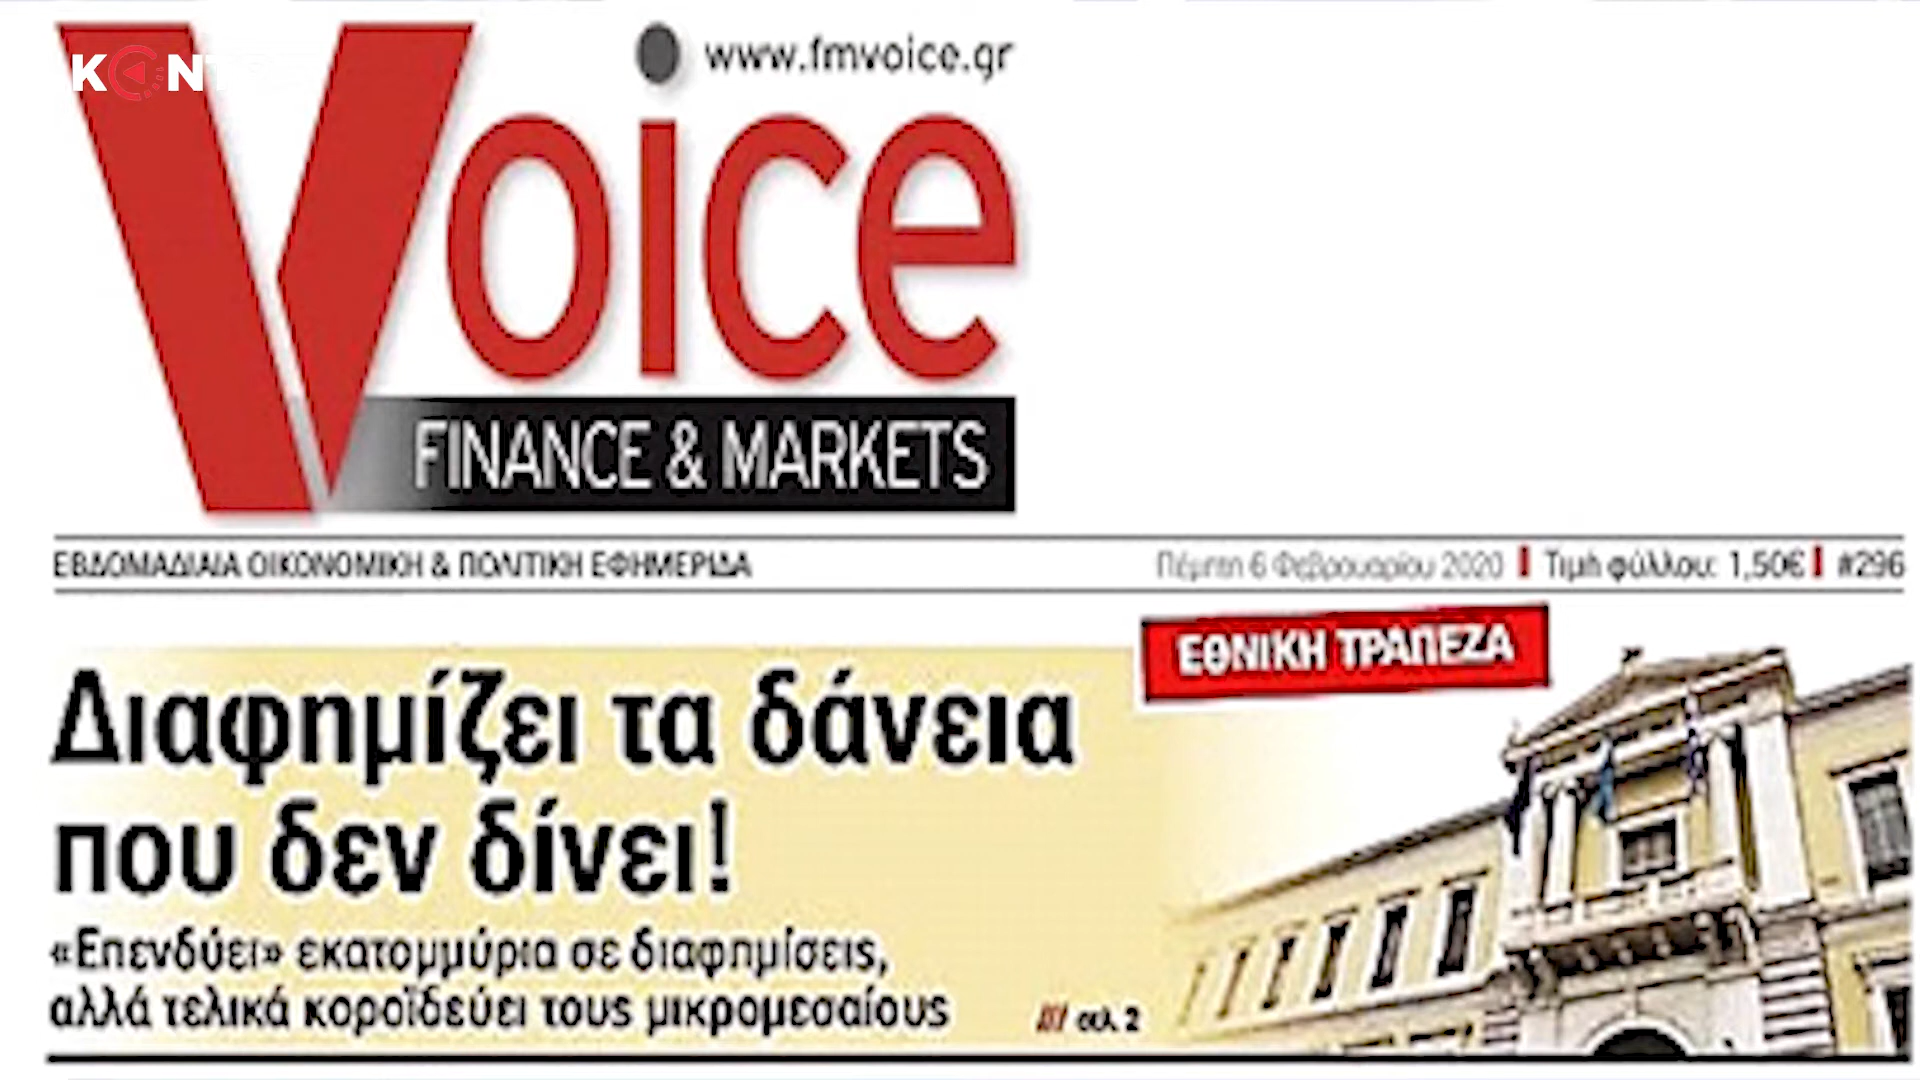 KONT
www.fmvoice.gr
Voice
FINANCE & MARKETS
ΕΒΔΟΜΑΔΙΑΙΑ ΟΙΚΟΝΟΜΙΚΗ & ΠΟΛΙΤΙΚΗ ΕΦΗΜΕΡΙΔΑ
Πέμπτη 6 Φεβρουαρίου 2020 | Τιμή φύλλου: 1,50€ | #296
ΕΘΝΙΚΗ ΤΡΑΠΕΖΑ
Διαφημίζει τα δάνεια
που δεν δίνει!
«Επενδύει» εκατομμύρια σε διαφημίσεις,
αλλά τελικά κοροϊδεύει τους μικρομεσαίους
/// σελ. 2